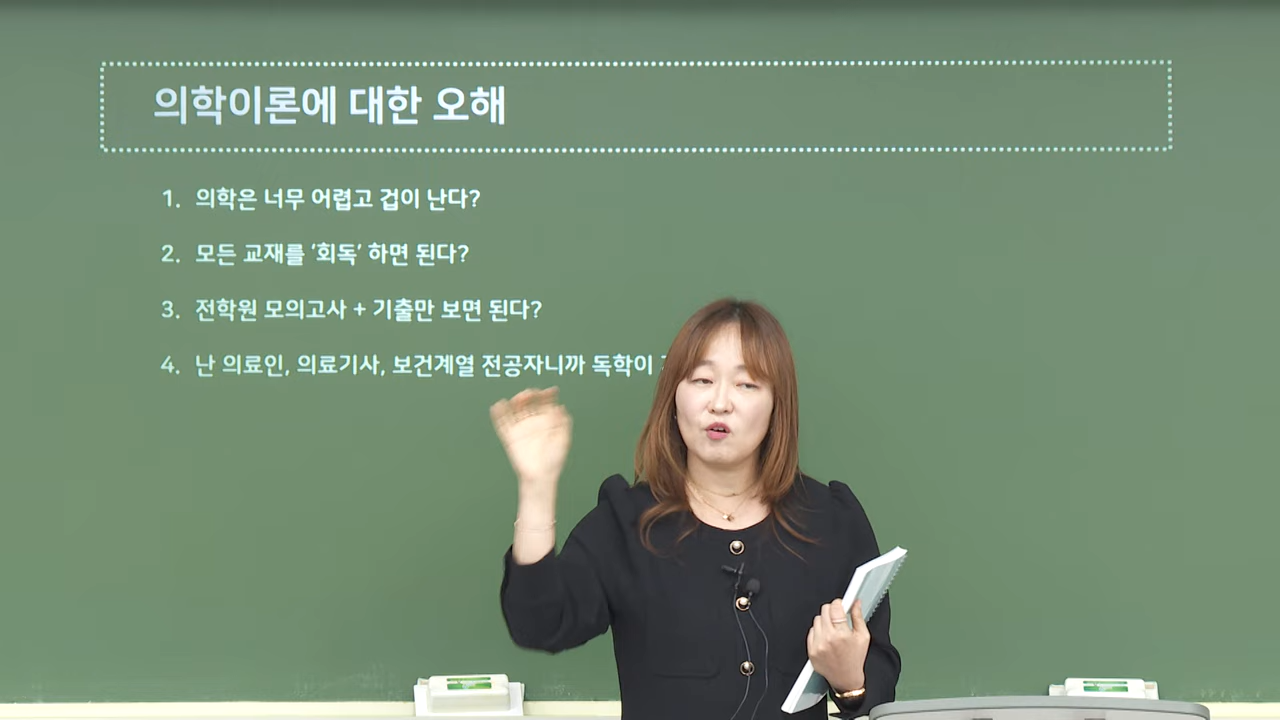 의학이론에 대한 오해
1. 의학은 너무 어렵고 겁이 난다?
2. 모든 교재를 '회독' 하면 된다?
3. 전학원 모의고사 + 기출만 보면 된다?
4. 난 의료인, 의료기사, 보건계열 전공자니까 독학이